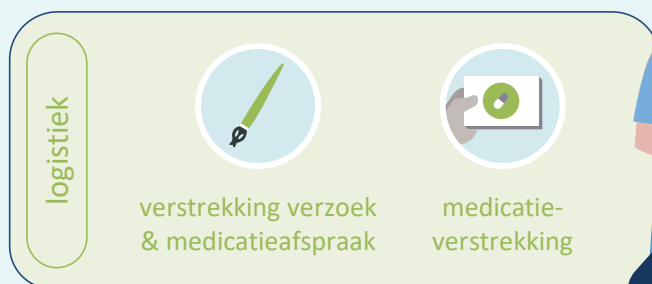 logistiek
verstrekking verzoek
& medicatieafspraak
medicatie-
verstrekking